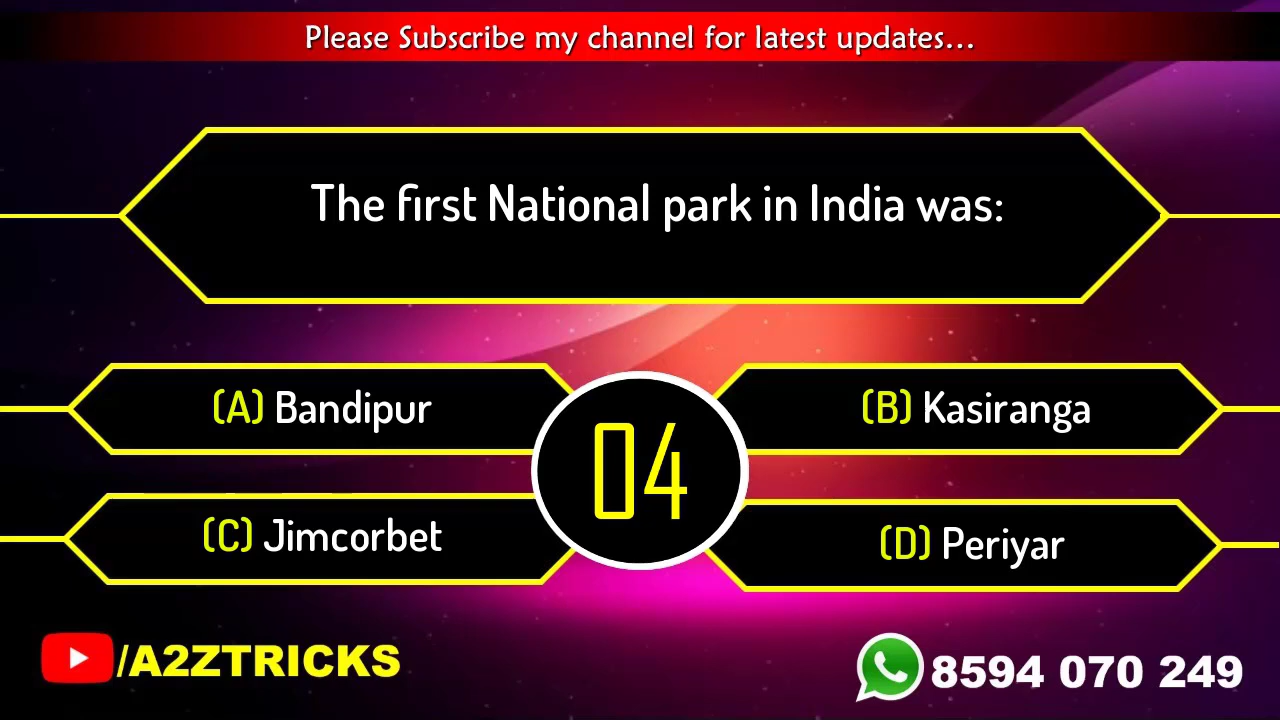 Please Subscribe my channel for latest updates...
The first National park in India was:
(A) Bandipur
(B) Kasiranga
04
(C) Jimcorbet
(D) Periyar
/A2ZTRICKS
8594 070 249